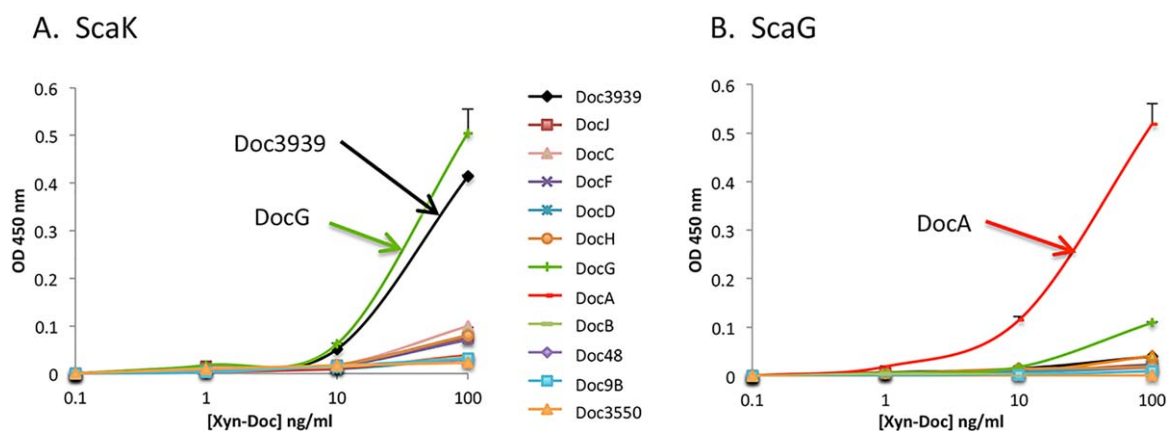 A. ScaK
B. ScaG
0.6
0.5
0.4
0.3
0.2
0.1
0
OD 450 nm
0.1
1
10
100
[Xyn-Doc] ng/ml
Doc3939
DocG
Doc3939
DocJ
DocC
DocF
DocD
DocH
DocG
DocA
DocB
Doc48
Doc9B
Doc3550
0.6
0.5
0.4
0.3
0.2
0.1
0
OD 450 nm
0.1
1
10
100
[Xyn-Doc] ng/ml
DocA